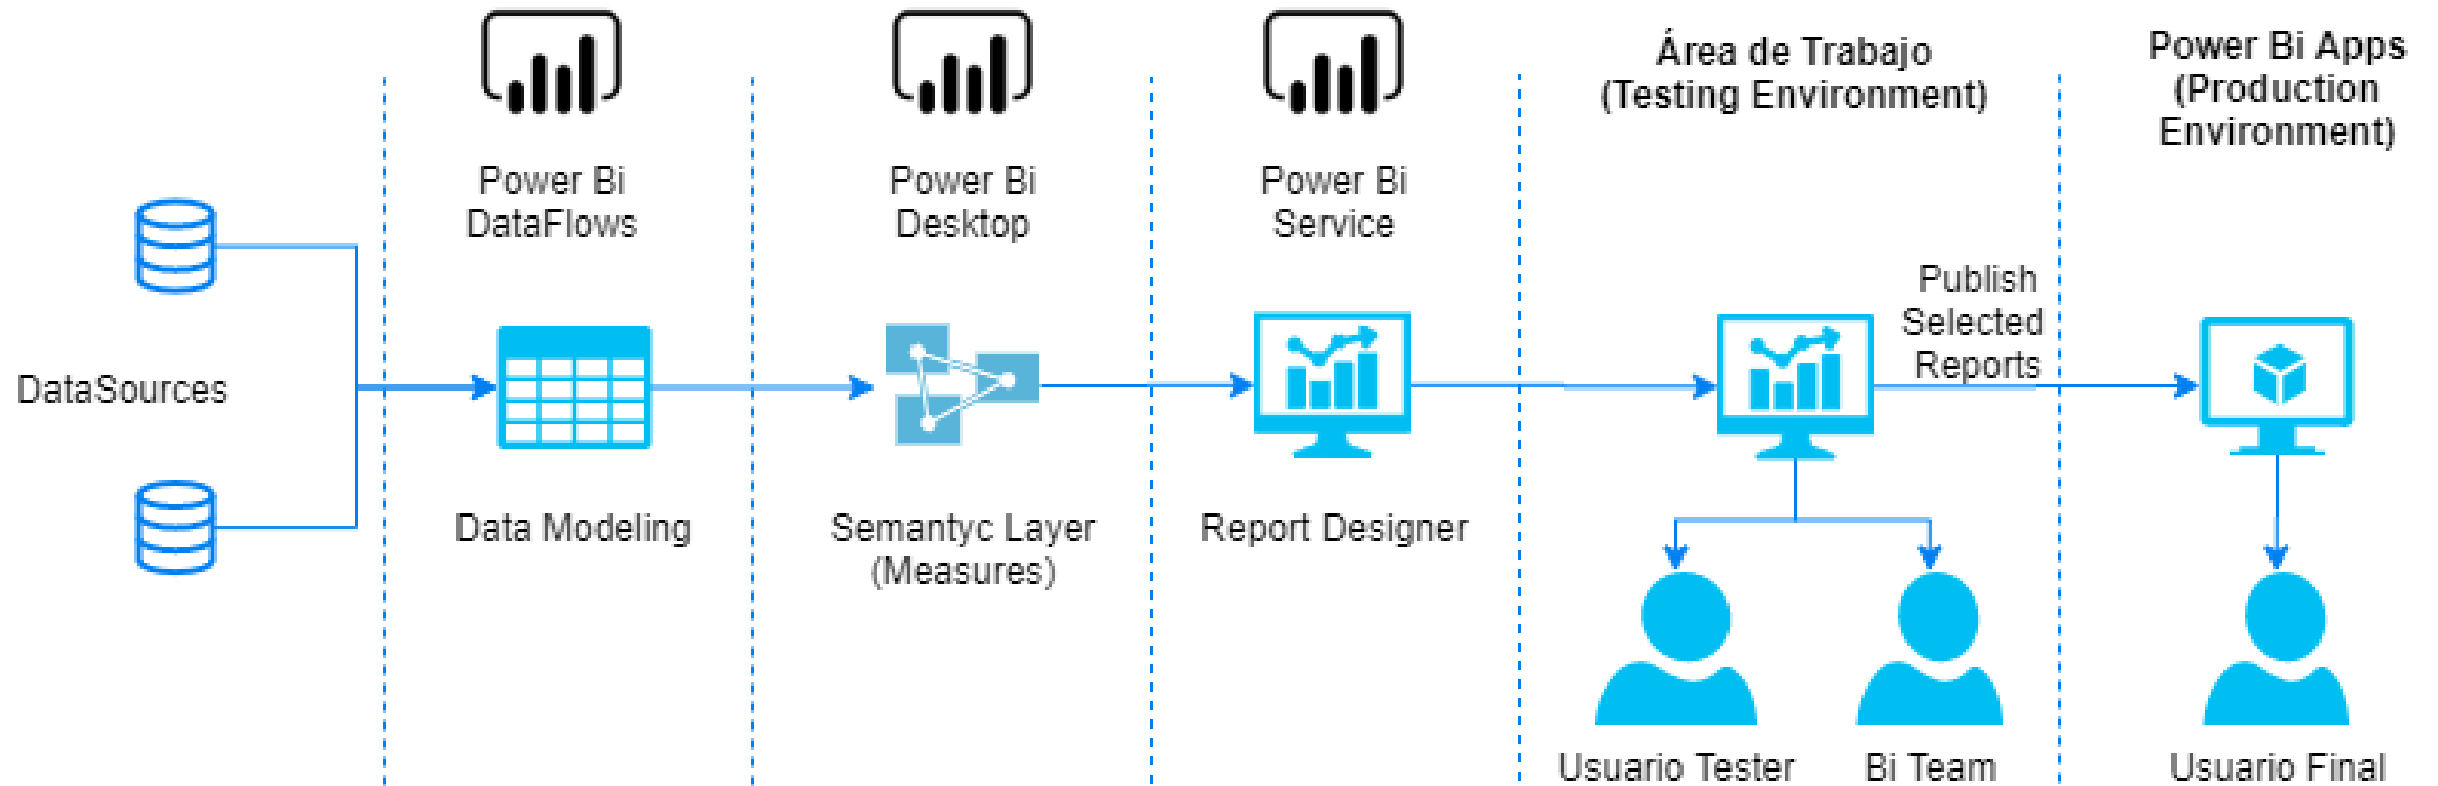 DataSources
Power Bi
DataFlows
Data Modeling
Power Bi
Desktop
Semantyc Layer
(Measures)
Power Bi
Service
Report Designer
Área de Trabajo
(Testing Environment)
Publish
Selected
Reports
Usuario Tester
Bi Team
Power Bi Apps
(Production
Environment)
Usuario Final